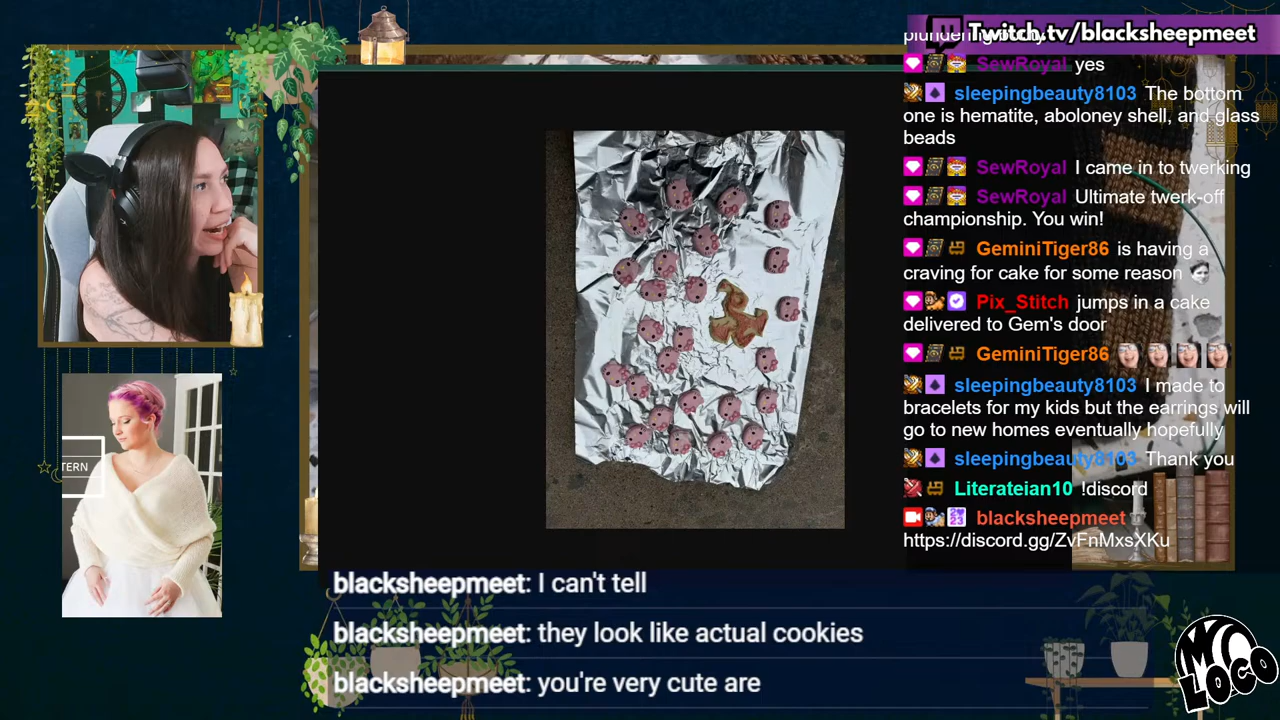 Twitch.tv/blacksheepmeet
SewRoyal yes
sleepingbeauty8103 The bottom
one is hematite, aboloney shell, and glass
beads
SewRoyal I came in to twerking
SewRoyal Ultimate twerk-off
championship. You win!
GeminiTiger86 is having a
craving for cake for some reason
Pix_Stitch jumps in a cake
delivered to Gem's door
GeminiTiger86
sleepingbeauty8103 I made to
bracelets for my kids but the earrings will
go to new homes eventually hopefully
sleepingbeauty8103 Thank you
Literateian10 !discord
blacksheepmeet
https://discord.gg/ZvFnMxsXKu
TERN
blacksheepmeet: I can't tell
blacksheepmeet: they look like actual cookies
blacksheepmeet: you're very cute are
MC
LOCO